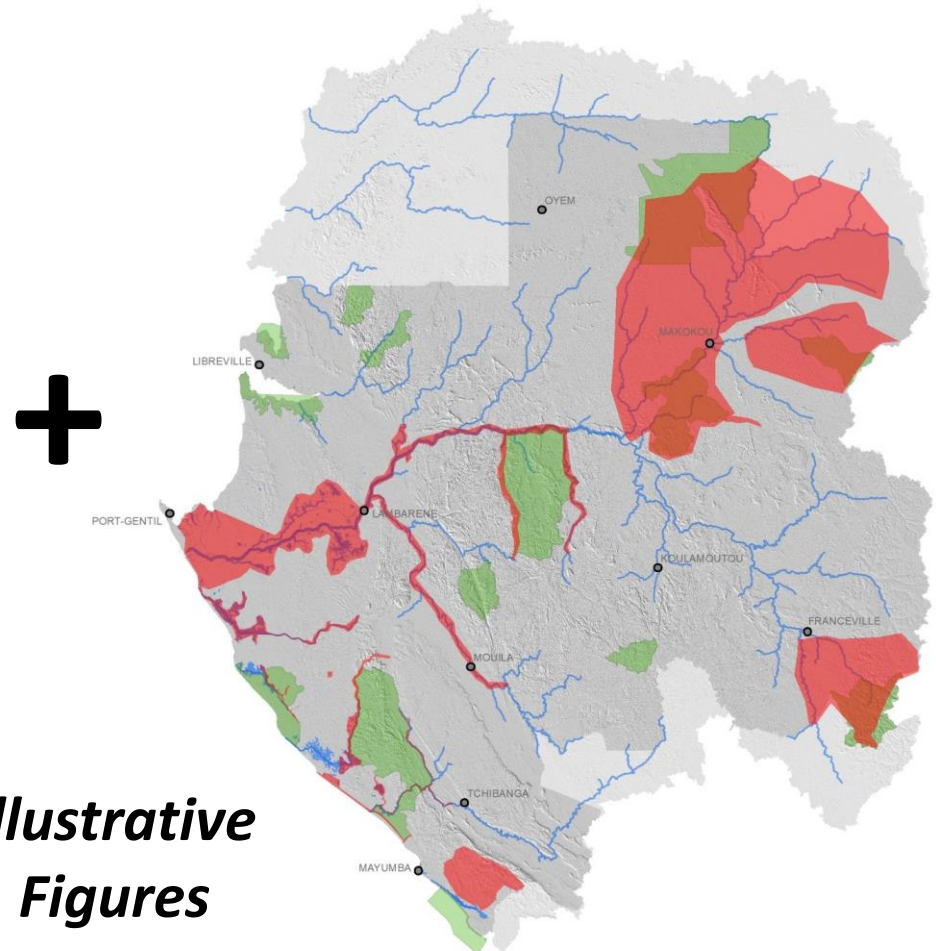 OYEM
MAKOKOU
LIBREVILLE
+
PORT-GENTIL
LAMBARENE
KOULAMOUTOU
FRANCEVILLE
MOUILA
TCHIBANGA
MAYUMBA
llustrative
Figures